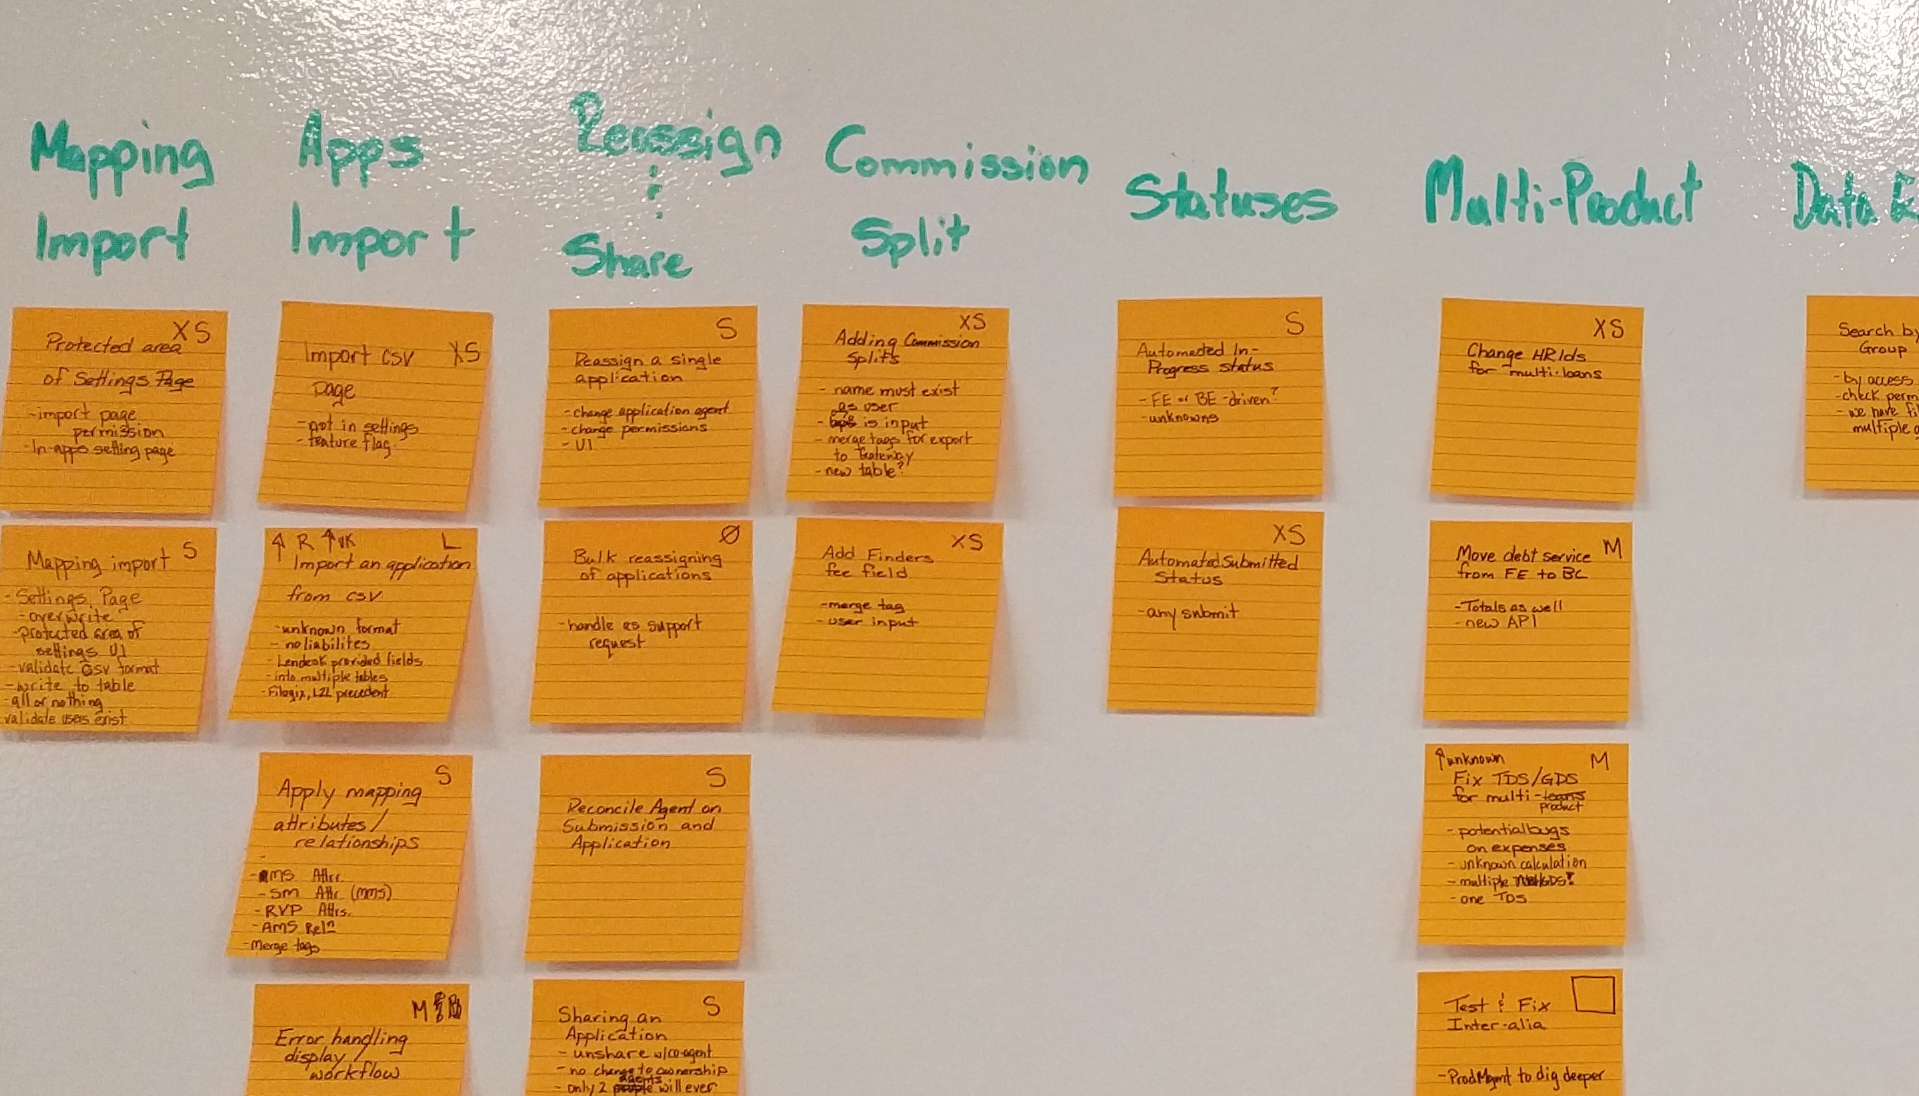 Mapping
Import
Apps
Import
Reassign
&
Share
Commission
Split
Statuses
Multi-Product
Data E
XS
Protected area
of Settings Page
-import page
permission
-In-apps setting page
S
Mapping import
-Settings Page
-overwrite
-protected area of
settings UI
-validate CSV format
-write to table
-all or nothing
validate users exist
XS
Import CSV
page
-not in settings
-feature flag
↑ R ↑ UK L
Import an application
from CSV
-unknown format
-no liabilites
-Lendesk provided fields
-into multiple tables
-Filogix, precedent
S
Apply mapping
attributes/
relationships
-
-AMS Attr.
-SM Attr (MMS)
-RVP Attrs.
-AMS Reln
-Merge tags
M
Error handling
display/
workflow
S
Reassign a single
application
-change application agent
-change permissions
-UI
Ø
Bulk reassigning
of applications
-handle as support
request
S
Reconcile Agent on
Submission and
Application
S
Sharing an
Application
- unshare w/co-agent
- no change to ownership
agents
- only 2 people will ever
XS
Adding Commission
Splits
- name must exist
as user
- is input
- merge tags for export
to Gateway
- new table?
XS
Add Finders
fee field
-merge tag
-user input
S
Automated In-
Progress status
-FE or BE-driven?
-unknowns
XS
Automated Submitted
Status
-any submit
XS
Change HRIds
for multi-loans
M
Move debt service
from FE to BE
-Totals as well
-new API
↑unknown M
Fix TDS/GDS
for multi-loans
product
- potential bugs
on expenses
- unknown calculation
- multiple GDS?
- one TDS
Test & Fix
Inter-alia
-ProdMgmt to dig deeper
Search by
Group
-by access
-check perm
-we have fi
multiple